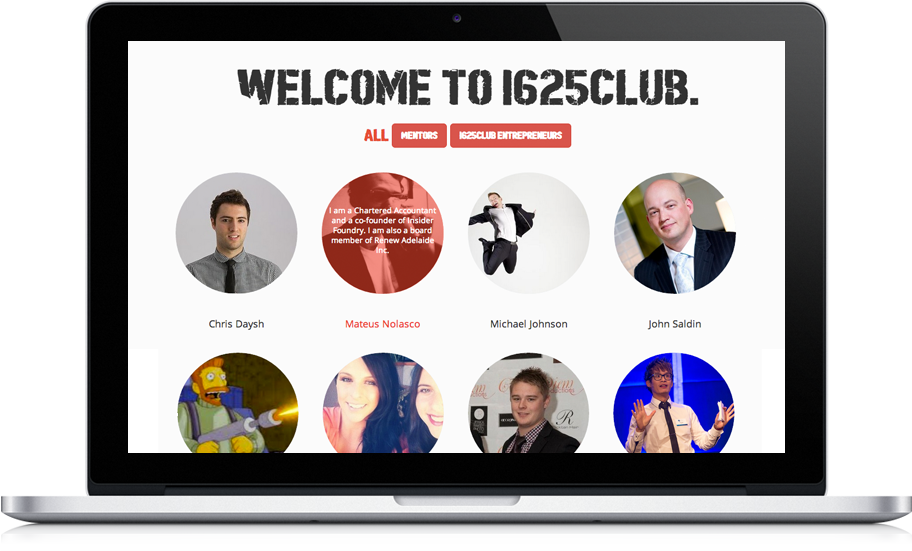 WELCOME TO 1625CLUB.
ALL MENTORS 1625CLUB ENTREPRENEURS
I am a Chartered Accountant
and a co-founder of Insider
Foundry. I am also a board
member of Renew Adelaide
Inc.
Chris Daysh
Mateus Nolasco
Michael Johnson
John Saldin
R